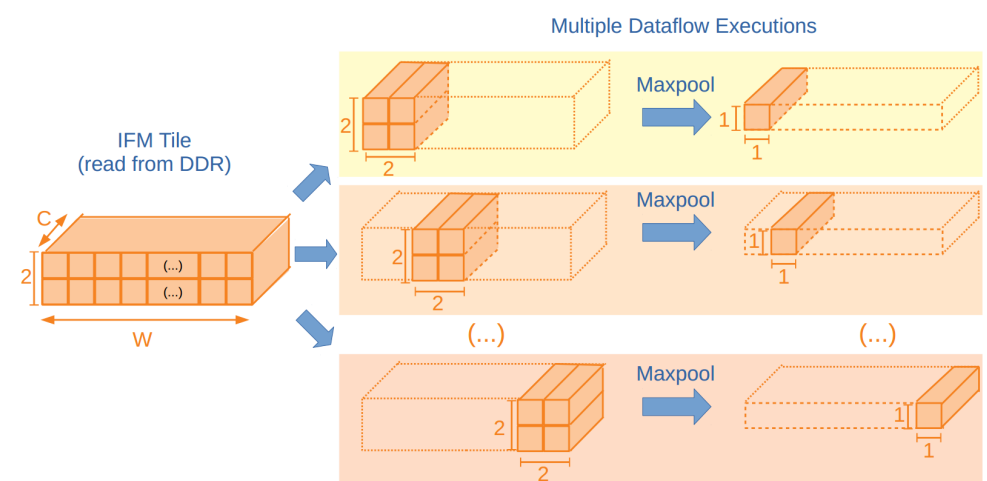 Multiple Dataflow Executions
IFM Tile
(read from DDR)
C
2
(...)
(...)
W
2
2
Maxpool
1
1
2
2
Maxpool
1
1
(...)
(...)
2
2
Maxpool
1
1